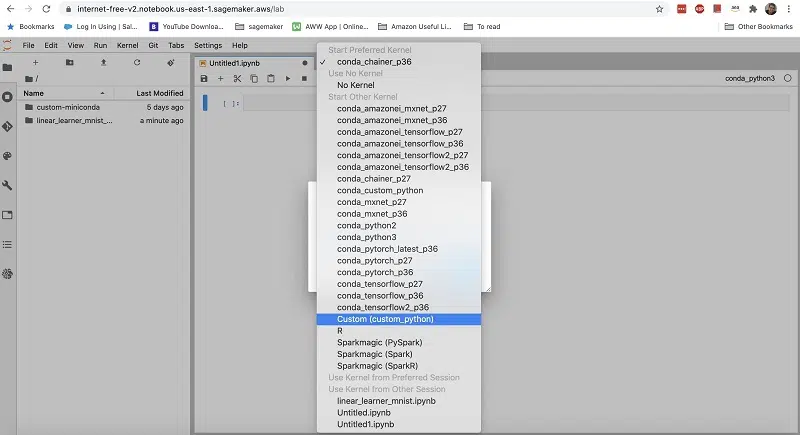 internet-free-v2.notebook.us-east-1.sagemaker.aws/lab
Bookmarks
Log In Using | Sal...
YouTube Downloa...
sagemaker
AWW App | Online...
Amazon Useful Li...
To read
Other Bookmarks
File Edit View Run Kernel Git Tabs Settings Help
/
Name
Last Modified
custom-miniconda
5 days ago
linear_learner_mnist_...
a minute ago
Untitled1.ipynb
conda_python3
[ ]:
Start Preferred Kernel
✓ conda_chainer_p36
Use No Kernel
No Kernel
Start Other Kernel
conda_amazonei_mxnet_p27
conda_amazonei_mxnet_p36
conda_amazonei_tensorflow_p27
conda_amazonei_tensorflow_p36
conda_amazonei_tensorflow2_p27
conda_amazonei_tensorflow2_p36
conda_chainer_p27
conda_custom_python
conda_mxnet_p27
conda_mxnet_p36
conda_python2
conda_python3
conda_pytorch_latest_p36
conda_pytorch_p27
conda_pytorch_p36
conda_tensorflow_p27
conda_tensorflow_p36
conda_tensorflow2_p36
Custom (custom_python)
R
Sparkmagic (PySpark)
Sparkmagic (Spark)
Sparkmagic (SparkR)
Use Kernel from Preferred Session
Use Kernel from Other Session
linear_learner_mnist.ipynb
Untitled.ipynb
Untitled1.ipynb